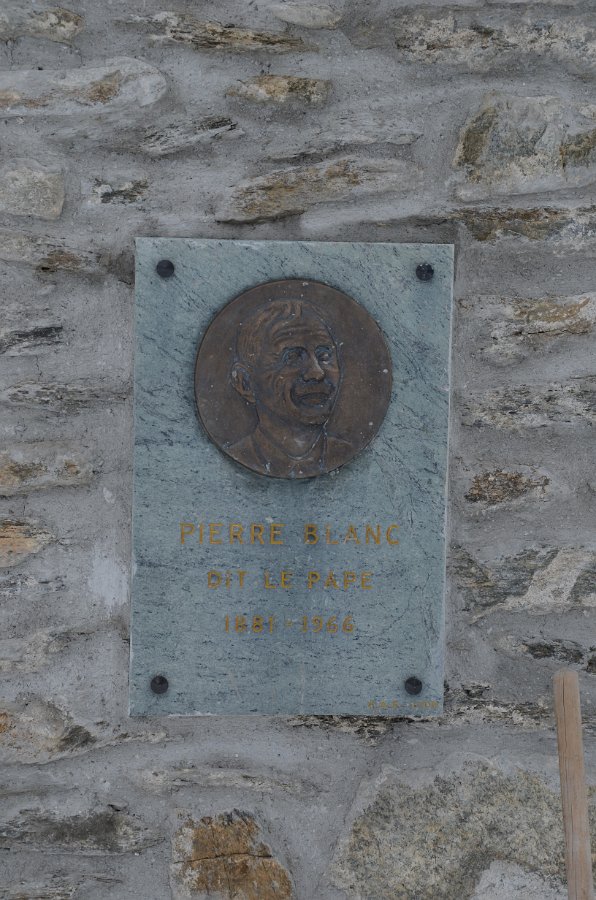 PIERRE BLANC
DIT LE PAPE
1881 - 1966